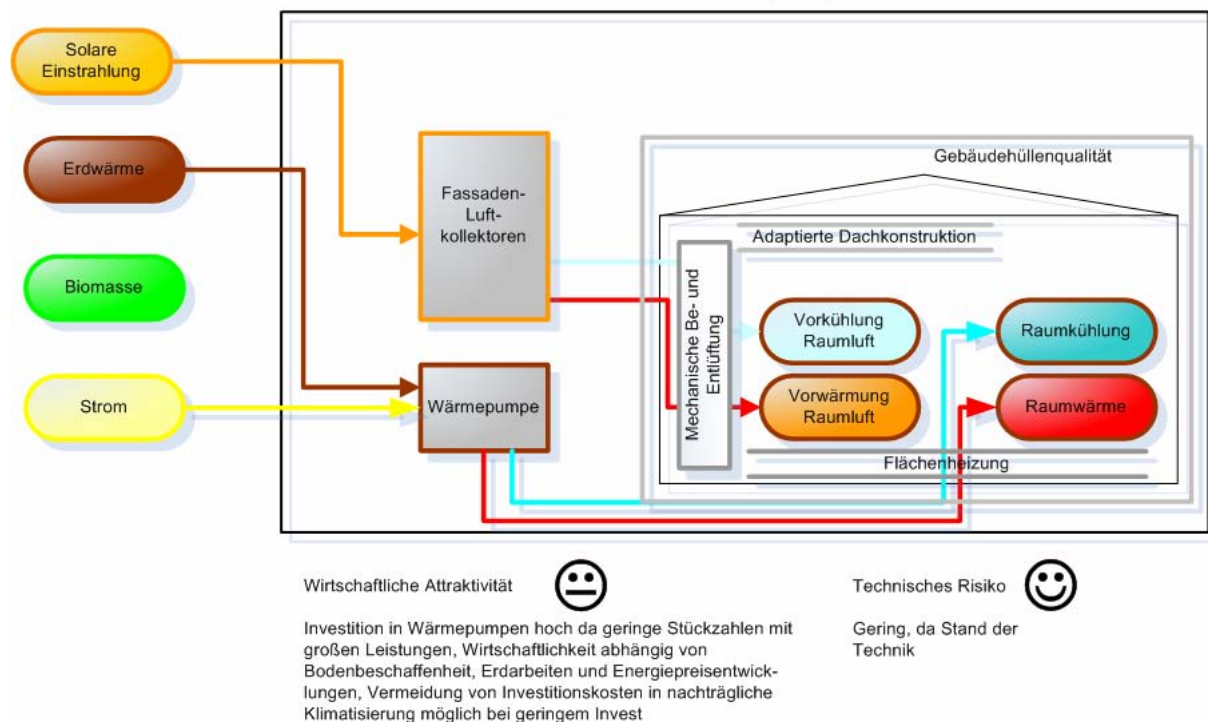 Solare
Einstrahlung
Erdwärme
Biomasse
Strom
Fassaden-
Luft-
kollektoren
Wärmepumpe
Gebäudehüllenqualität
Adaptierte Dachkonstruktion
Mechanische Be- und
Entlüftung
Vorkühlung
Raumluft
Vorwärmung
Raumluft
Raumkühlung
Raumwärme
Flächenheizung
Wirtschaftliche Attraktivität
Investition in Wärmepumpen hoch da geringe Stückzahlen mit
großen Leistungen, Wirtschaftlichkeit abhängig von
Bodenbeschaffenheit, Erdarbeiten und Energiepreisentwick-
lungen, Vermeidung von Investitionskosten in nachträgliche
Klimatisierung möglich bei geringem Invest
Technisches Risiko
Gering, da Stand der
Technik